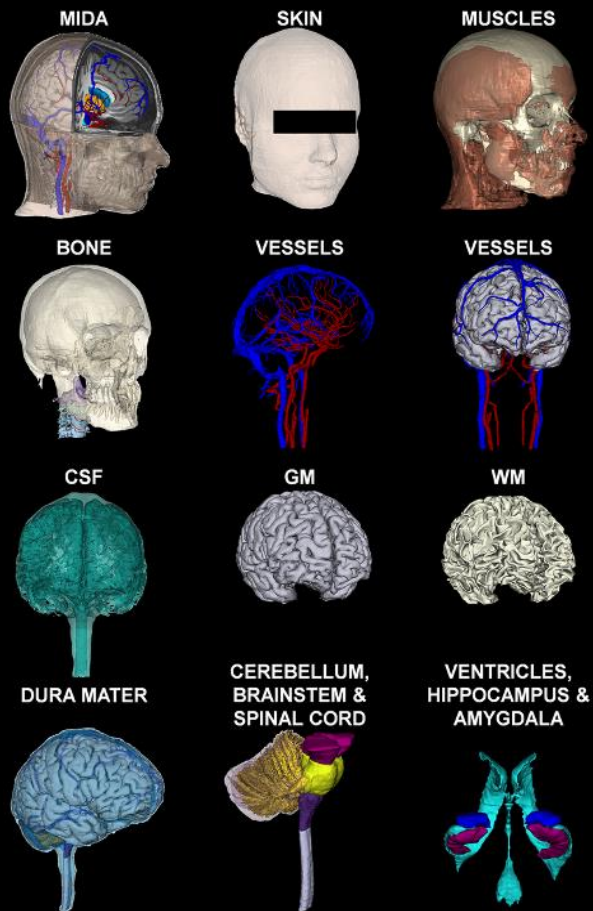 MIDA
SKIN
MUSCLES
BONE
VESSELS
VESSELS
CSF
GM
WM
DURA MATER
CEREBELLUM,
BRAINSTEM &
SPINAL CORD
VENTRICLES,
HIPPOCAMPUS &
AMYGDALA